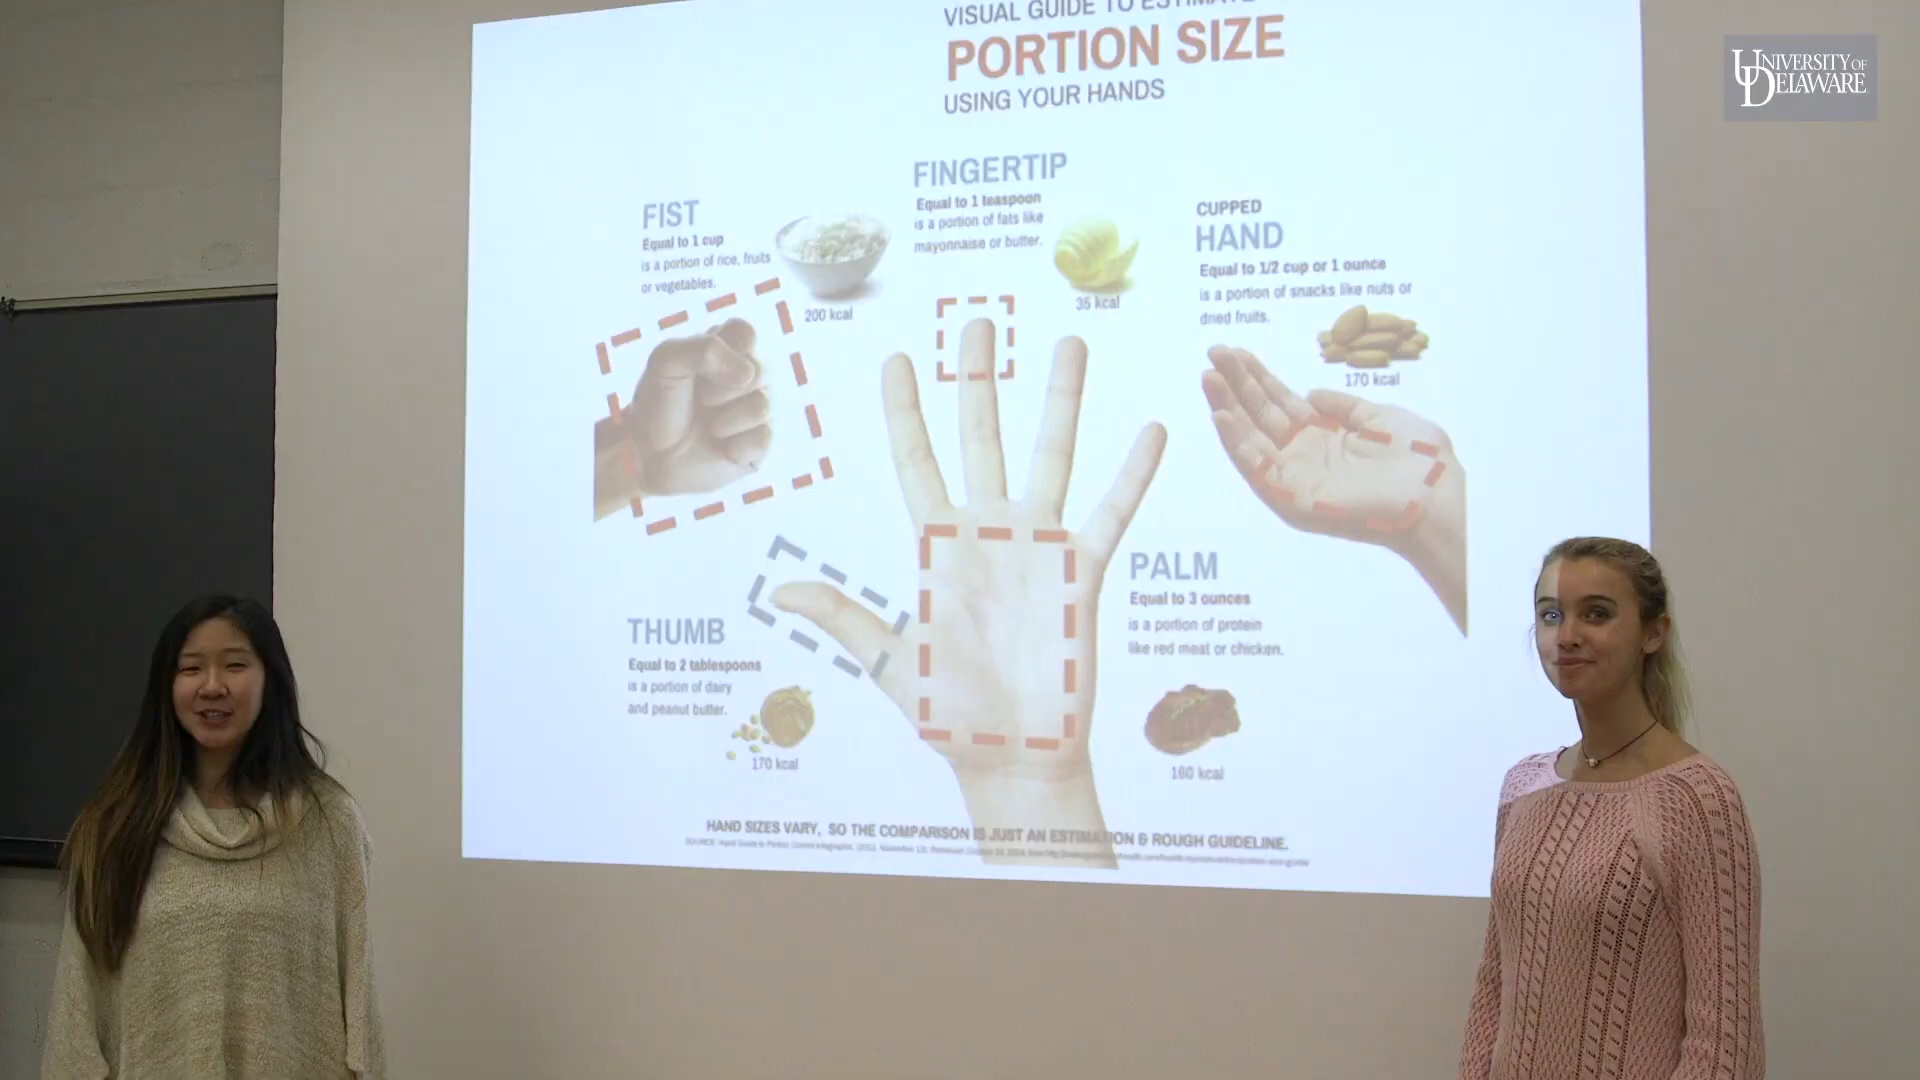 VISUAL GUIDE TO ESTIMATE
PORTION SIZE
USING YOUR HANDS
UNIVERSITY OF
DELAWARE
FINGERTIP
Equal to 1 teaspoon
is a portion of fats like
mayonnaise or butter.
35 kcal
FIST
Equal to 1 cup
is a portion of rice, fruits
or vegetables.
200 kcal
CUPPED
HAND
Equal to 1/2 cup or 1 ounce
is a portion of snacks like nuts or
dried fruits.
170 kcal
PALM
Equal to 3 ounces
is a portion of protein
like red meat or chicken.
160 kcal
THUMB
Equal to 2 tablespoons
is a portion of dairy
and peanut butter.
170 kcal
HAND SIZES VARY, SO THE COMPARISON IS JUST AN ESTIMATION & ROUGH GUIDELINE.